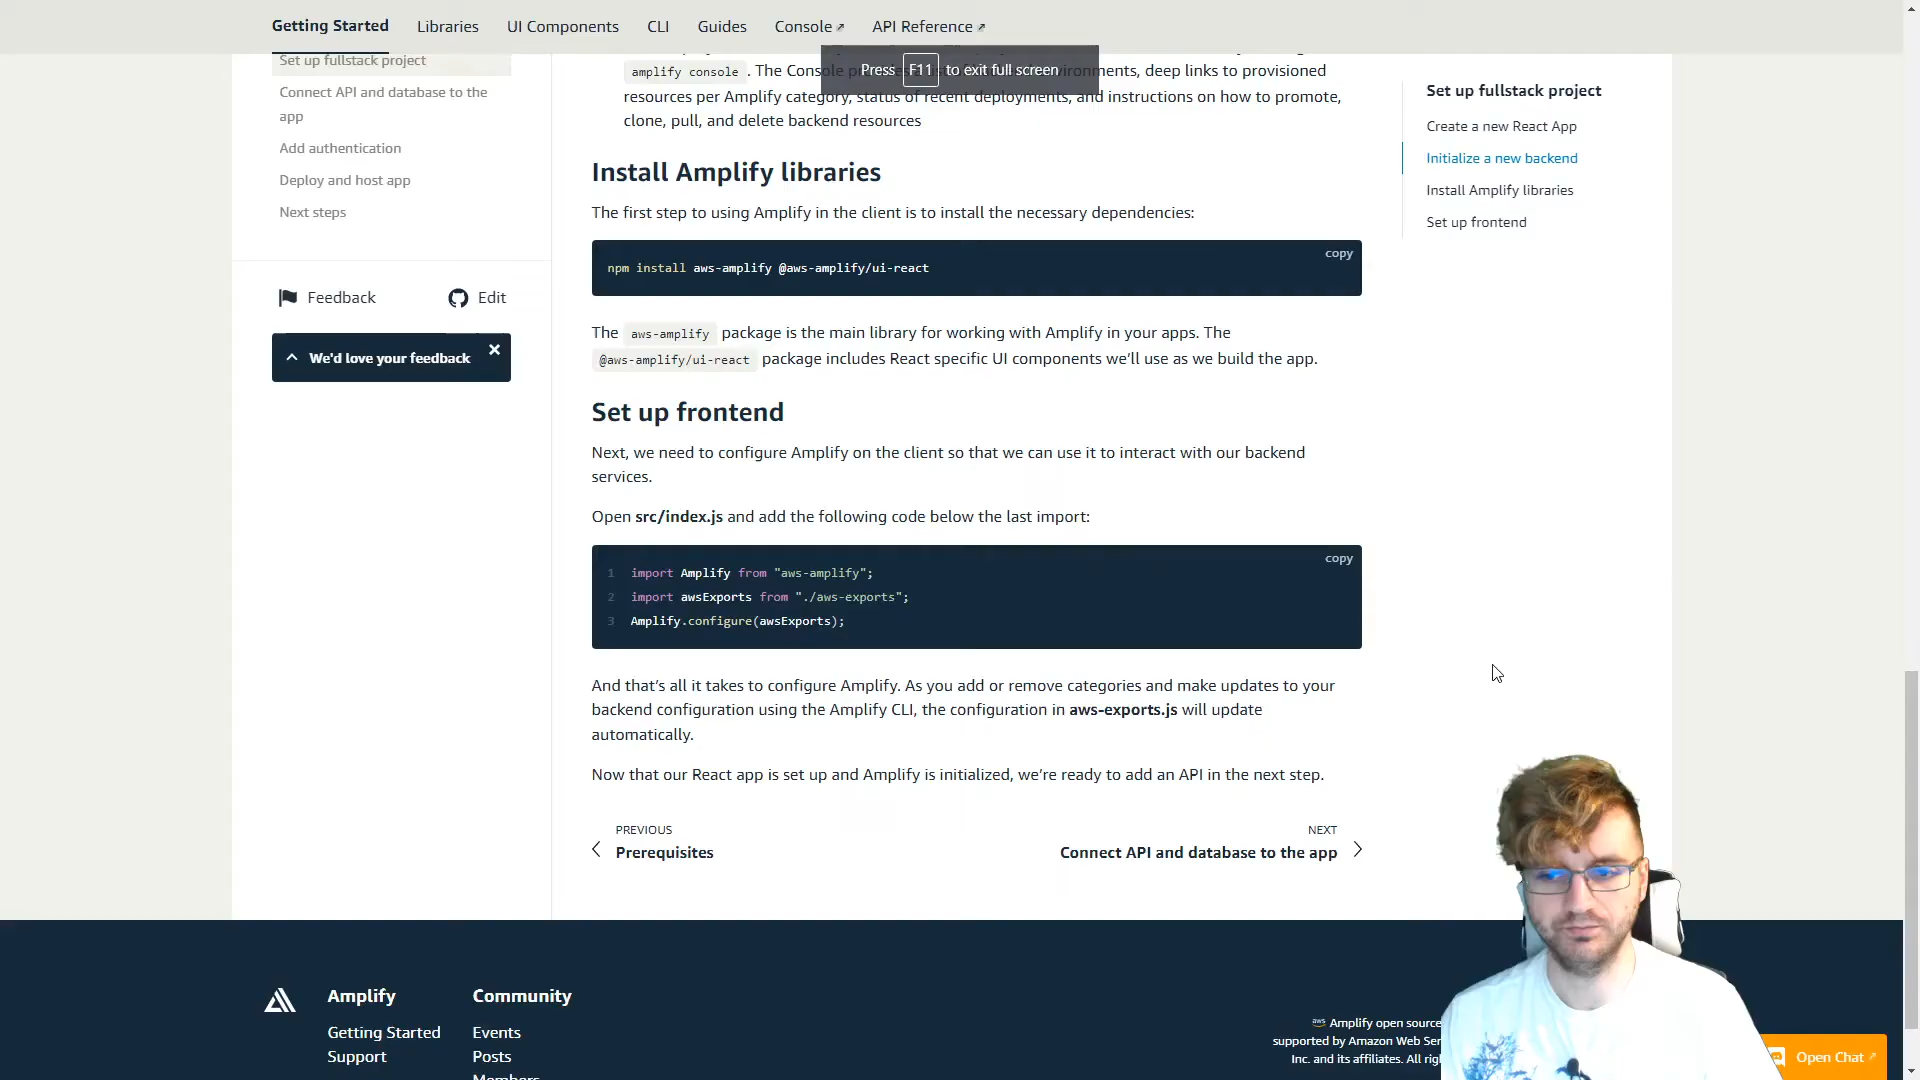 Getting Started
Libraries
UI Components
CLI
Guides
Console
API Reference
Press F11 to exit full screen
Set up fullstack project
Connect API and database to the
app
Add authentication
Deploy and host app
Next steps
Feedback
Edit
We'd love your feedback
amplify console . The Console
environments, deep links to provisioned
resources per Amplify category, status of recent deployments, and instructions on how to promote,
clone, pull, and delete backend resources
Install Amplify libraries
The first step to using Amplify in the client is to install the necessary dependencies:
copy
npm install aws-amplify @aws-amplify/ui-react
The aws-amplify package is the main library for working with Amplify in your apps. The
@aws-amplify/ui-react package includes React specific UI components we’ll use as we build the app.
Set up frontend
Next, we need to configure Amplify on the client so that we can use it to interact with our backend
services.
Open src/index.js and add the following code below the last import:
copy
1 import Amplify from "aws-amplify";
2 import awsExports from "./aws-exports";
3 Amplify.configure(awsExports);
And that’s all it takes to configure Amplify. As you add or remove categories and make updates to your
backend configuration using the Amplify CLI, the configuration in aws-exports.js will update
automatically.
Now that our React app is set up and Amplify is initialized, we’re ready to add an API in the next step.
PREVIOUS
Prerequisites
NEXT
Connect API and database to the app
Set up fullstack project
Create a new React App
Initialize a new backend
Install Amplify libraries
Set up frontend
Amplify
Getting Started
Support
Community
Events
Posts
Members
aws Amplify open source
supported by Amazon Web Ser
Inc. and its affiliates. All rig
Open Chat